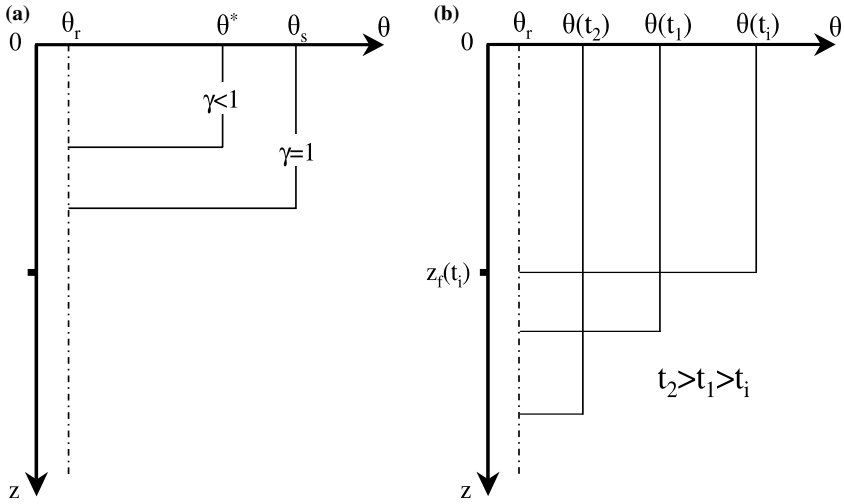 (a)
0
θr
θ*
θs
θ
γ<1
γ=1
z
(b)
0
θr
θ(t2)
θ(t1)
θ(ti)
θ
zf(ti)
t2>t1>ti
z